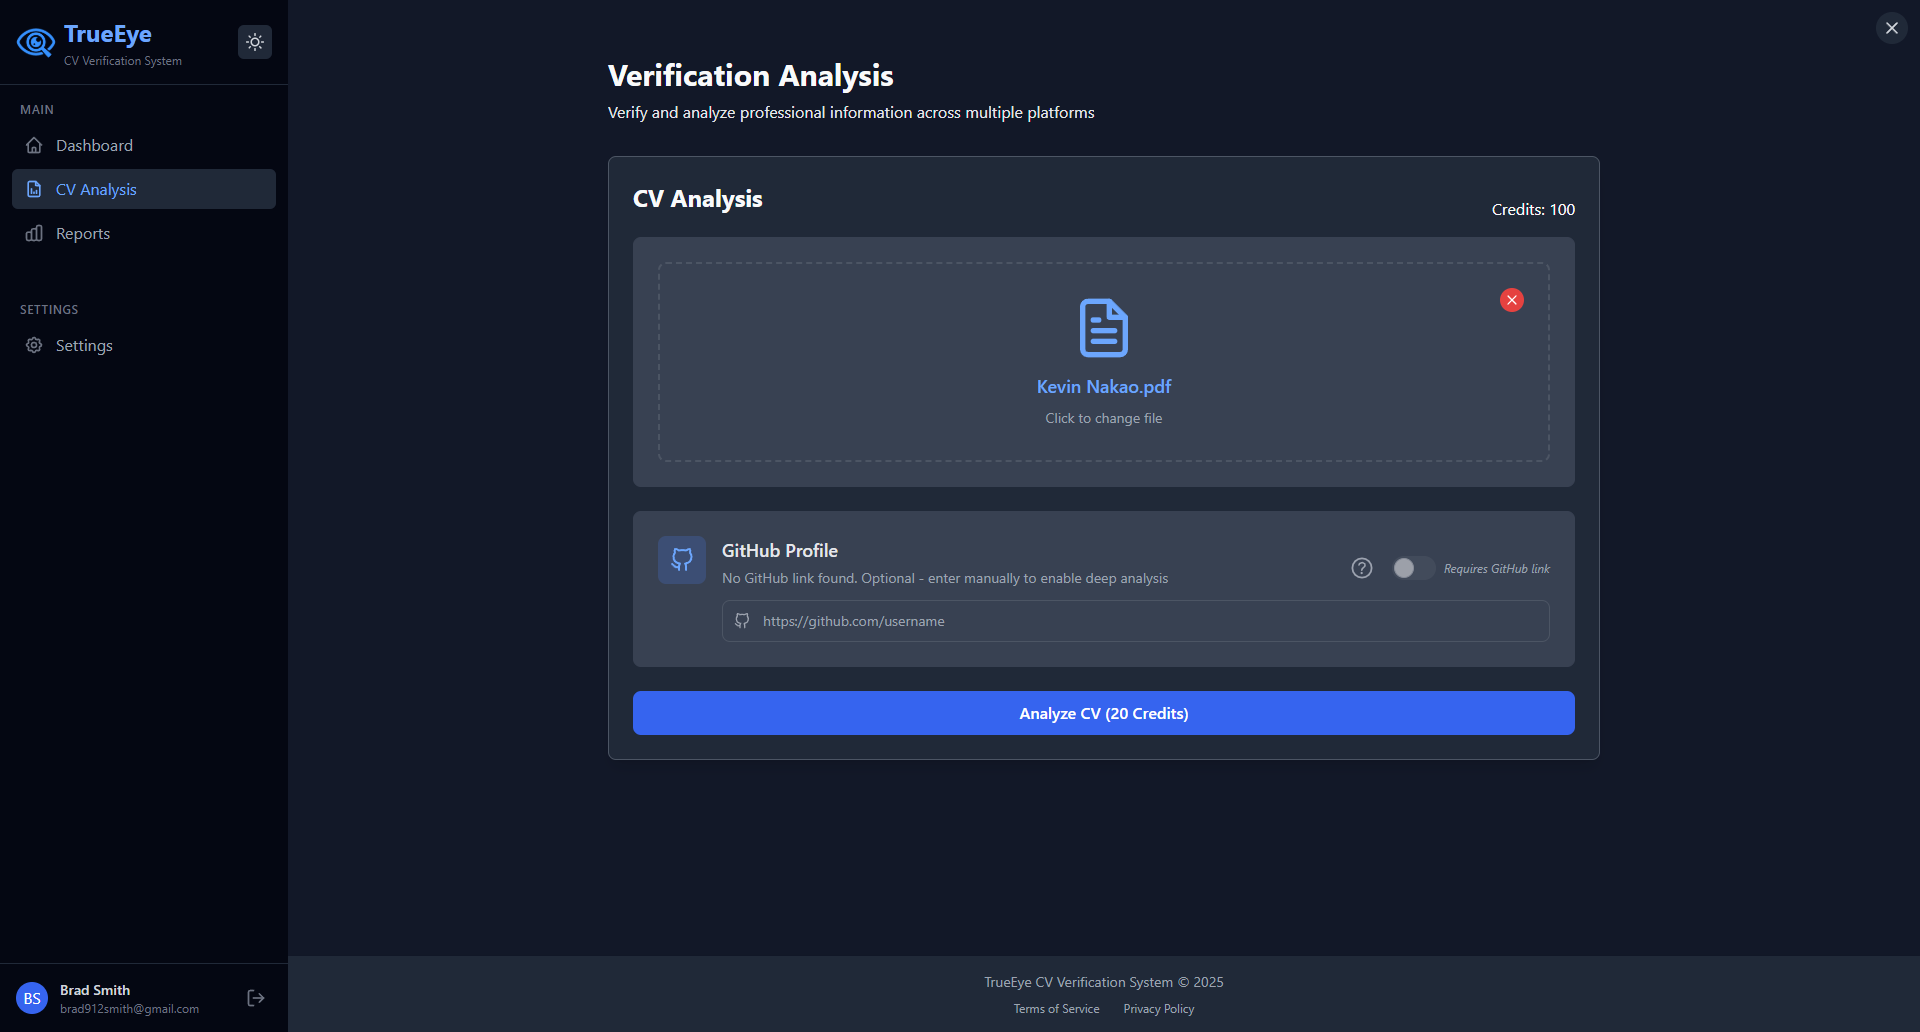 TrueEye
CV Verification System
MAIN
Dashboard
CV Analysis
Reports
SETTINGS
Settings
BS
Brad Smith
brad912smith@gmail.com
Verification Analysis
Verify and analyze professional information across multiple platforms
CV Analysis
Credits: 100
Kevin Nakao.pdf
Click to change file
GitHub Profile
No GitHub link found. Optional - enter manually to enable deep analysis
Requires GitHub link
https://github.com/username
Analyze CV (20 Credits)
TrueEye CV Verification System © 2025
Terms of Service Privacy Policy